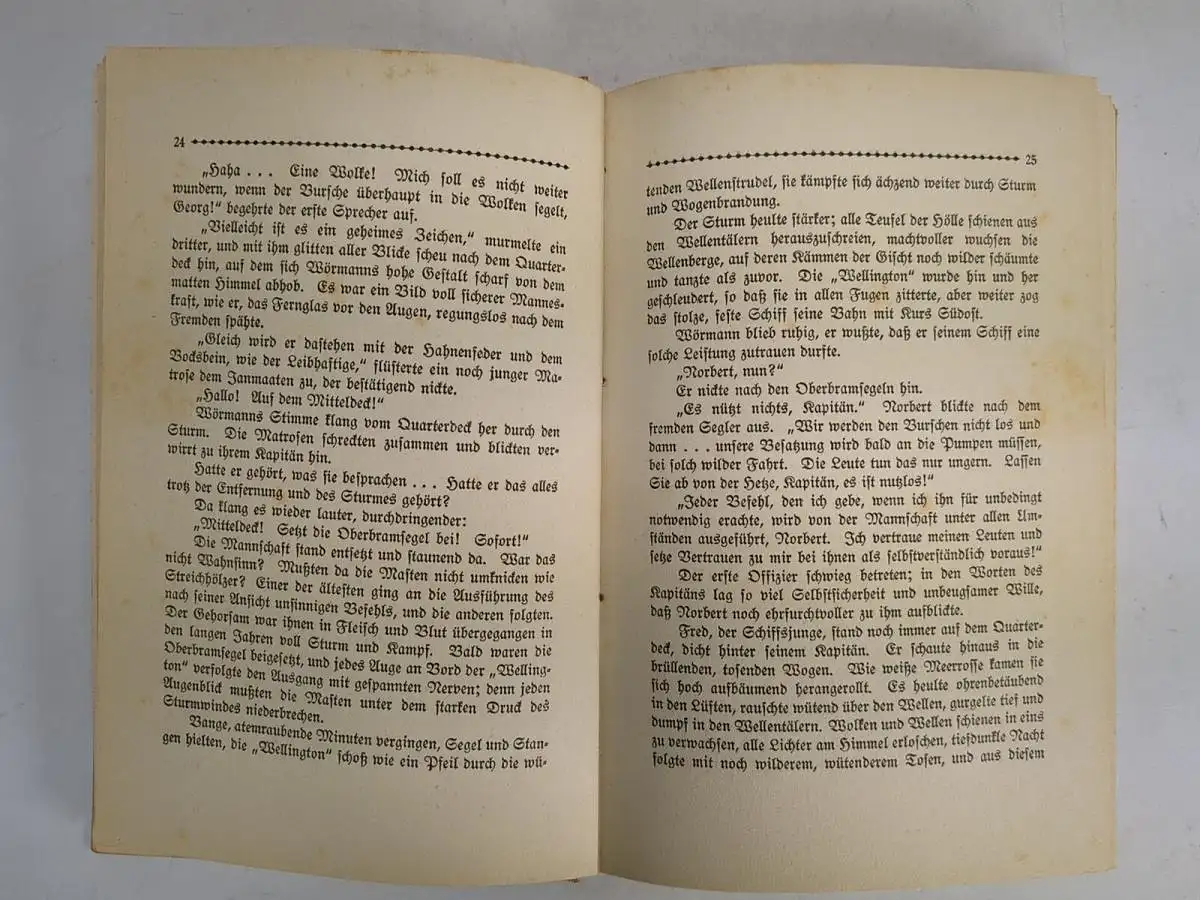 24
„Haha . . . Eine Wolke! Mich soll es nicht weiter
wundern, wenn der Bursche überhaupt in die Wolken segelt,
Georg!“ begehrte der erste Sprecher auf.
„Vielleicht ist es ein geheimes Zeichen,“ murmelte ein
dritter, und mit ihm glitten aller Blicke scheu nach dem Quarter-
deck hin, auf dem sich Wörmanns hohe Gestalt scharf von dem
matten Himmel abhob. Es war ein Bild voll sicherer Mannes-
kraft, wie er, das Fernglas vor den Augen, regungslos nach dem
Fremden spähte.
„Gleich wird er dastehen mit der Hahnenfeder und dem
Bocksbein, wie der Leibhaftige,“ flüsterte ein noch junger Ma-
trose dem Janmaaten zu, der bestätigend nickte.
„Hallo! Auf dem Mitteldeck!“
Wörmanns Stimme klang vom Quarterdeck her durch den
Sturm. Die Matrosen schreckten zusammen und blickten ver-
wirrt zu ihrem Kapitän hin.
Hatte er gehört, was sie besprachen . . . Hatte er das alles
trotz der Entfernung und des Sturmes gehört?
Da klang es wieder lauter, durchdringender:
„Mitteldeck! Setzt die Oberbramsegel bei! Sofort!“
Die Mannschaft stand entsetzt und staunend da. War das
nicht Wahnsinn? Mußten da die Masten nicht umknicken wie
Streichhölzer? Einer der ältesten ging an die Ausführung des
nach seiner Ansicht unsinnigen Befehls, und die anderen folgten.
Der Gehorsam war ihnen in Fleisch und Blut übergegangen in
den langen Jahren voll Sturm und Kampf. Bald waren die
Oberbramsegel beigesetzt, und jedes Auge an Bord der „Welling-
ton“ verfolgte den Ausgang mit gespannten Nerven; denn jeden
Augenblick mußten die Masten unter dem starken Druck des
Sturmwindes niederbrechen.
Bange, atemraubende Minuten vergingen, Segel und Stan-
gen hielten, die „Wellington“ schoß wie ein Pfeil durch die wü-
25
tenden Wellenstrudel, sie kämpfte sich ächzend weiter durch Sturm
und Wogenbrandung.
Der Sturm heulte stärker; alle Teufel der Hölle schienen aus
den Wellentälern herauszuschreien, machtvoller wuchsen die
Wellenberge, auf deren Kämmen der Gischt noch wilder schäumte
und tanzte als zuvor. Die „Wellington“ wurde hin und her
geschleudert, so daß sie in allen Fugen zitterte, aber weiter zog
das stolze, feste Schiff seine Bahn mit Kurs Südost.
Wörmann blieb ruhig, er wußte, daß er seinem Schiff eine
solche Leistung zutrauen durfte.
„Norbert, nun?“
Er nickte nach den Oberbramsegeln hin.
„Es nützt nichts, Kapitän.“ Norbert blickte nach dem
fremden Segler aus. „Wir werden den Burschen nicht los und
dann . . . unsere Besatzung wird bald an die Pumpen müssen,
bei solch wilder Fahrt. Die Leute tun das nur ungern. Lassen
Sie ab von der Hetze, Kapitän, es ist nutzlos!“
„Jeder Befehl, den ich gebe, wenn ich ihn für unbedingt
notwendig erachte, wird von der Mannschaft unter allen Um-
ständen ausgeführt, Norbert. Ich vertraue meinen Leuten und
setze Vertrauen zu mir bei ihnen als selbstverständlich voraus!“
Der erste Offizier schwieg betreten; in den Worten des
Kapitäns lag so viel Selbstsicherheit und unbeugsamer Wille,
daß Norbert noch ehrfurchtvoller zu ihm aufblickte.
Fred, der Schiffsjunge, stand noch immer auf dem Quarter-
deck, dicht hinter seinem Kapitän. Er schaute hinaus in die
brüllenden, tosenden Wogen. Wie weiße Meerrosse kamen sie
sich hoch aufbäumend herangerollt. Es heulte ohrenbetäubend
in den Lüften, rauschte wütend über den Wellen, gurgelte tief und
dumpf in den Wellentälern. Wolken und Wellen schienen in eins
zu verwachsen, alle Lichter am Himmel erloschen, tiefdunkle Nacht
folgte mit noch wilderem, wütenderem Tosen, und aus diesem